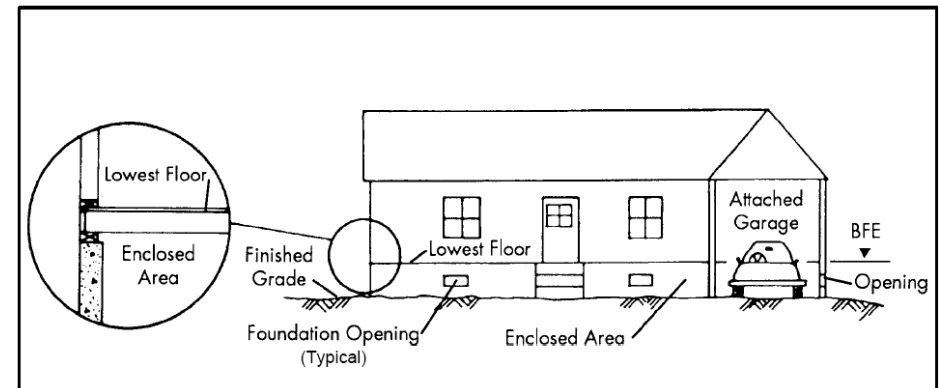 Lowest Floor
Enclosed
Area
Finished
Grade
Lowest Floor
Attached
Garage
BFE
Opening
Foundation Opening
(Typical)
Enclosed Area